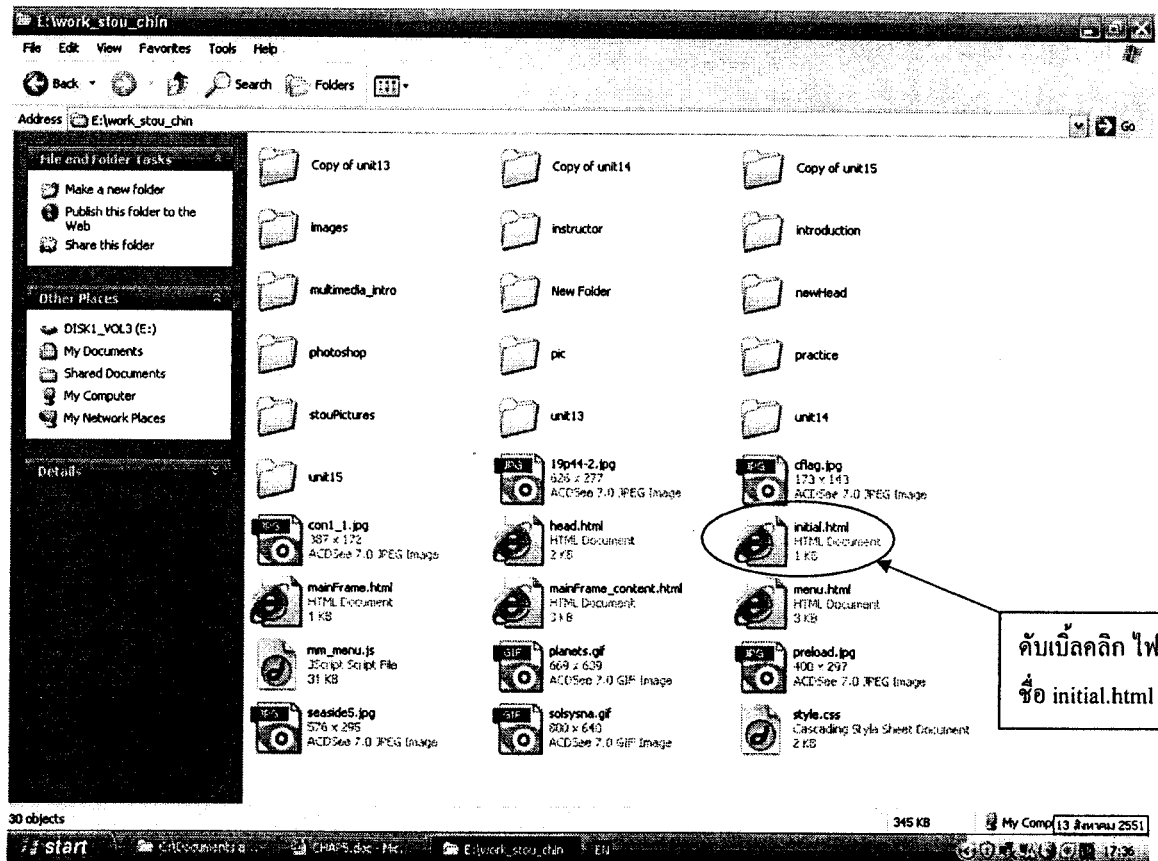 E:\work_stou_chin
File Edit View Favorites Tools Help
Back Search Folders
Address E:\work_stou_chin Go
File and Folder Tasks
Make a new folder
Publish this folder to the
Web
Share this folder
Other Places
DISK1_VOL3 (E:)
My Documents
Shared Documents
My Computer
My Network Places
Details
Copy of unit13
Copy of unit14
Copy of unit15
images
instructor
introduction
multimedia_intro
New Folder
newHead
photoshop
pic
practice
stouPictures
unit13
unit14
unit15
19p44-2.jpg
626 x 277
ACDSee 7.0 JPEG Image
cflag.jpg
173 x 143
ACDSee 7.0 JPEG Image
con1_1.jpg
387 x 172
ACDSee 7.0 JPEG Image
head.html
HTML Document
2 KB
initial.html
HTML Document
1 KB
mainFrame.html
HTML Document
1 KB
mainFrame_content.html
HTML Document
3 KB
menu.html
HTML Document
3 KB
mm_menu.js
JScript Script File
31 KB
planets.gif
669 x 639
ACDSee 7.0 GIF Image
preload.jpg
400 x 297
ACDSee 7.0 JPEG Image
seaside5.jpg
576 x 295
ACDSee 7.0 JPEG Image
solsysna.gif
800 x 640
ACDSee 7.0 GIF Image
style.css
Cascading Style Sheet Document
2 KB
ดับเบิ้ลคลิก ไฟ
ชื่อ initial.html
30 objects 345 KB My Comp 13 สิงหาคม 2551
start C:\Documents a... CHAP5.doc - Mic... E:\work_stou_chin EN 17:36